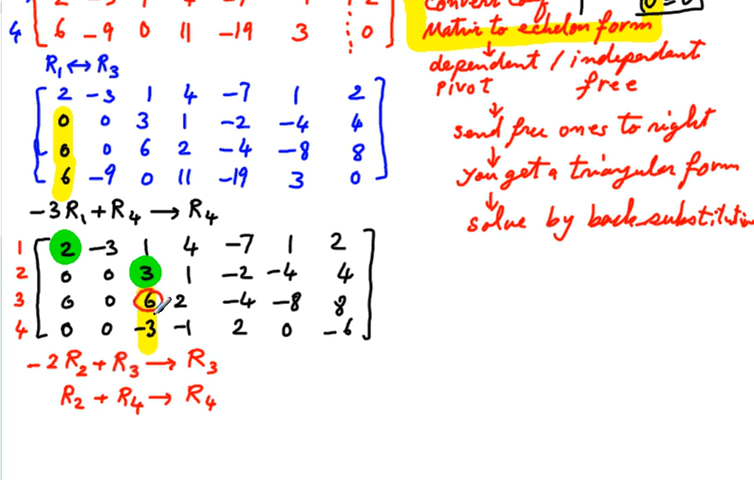 4 [ 6 -9 0 11 -19 3 0 ]
R1 ↔ R3
[ 2 -3 1 4 -7 1 2
0 0 3 1 -2 -4 4
0 0 6 2 -4 -8 8
6 -9 0 11 -19 3 0 ]
-3R1 + R4 → R4
1 [ 2 -3 1 4 -7 1 2
2 0 0 3 1 -2 -4 4
3 0 0 6 2 -4 -8 8
4 0 0 -3 -1 2 0 -6 ]
-2R2 + R3 → R3
R2 + R4 → R4
Matrix to echelon form
↓
dependent / independent
pivot free
↓
send free ones to right
↓
you get a triangular form
↓
solve by back substituti